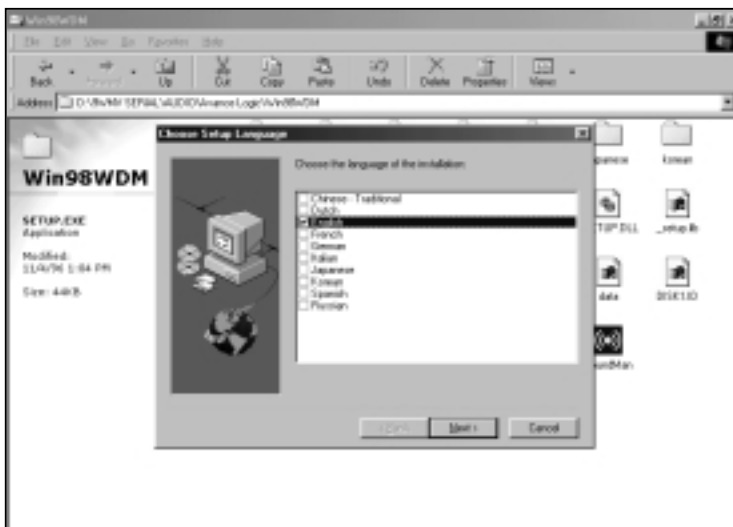 Win98WDM
File Edit View Go Favorites Help
Back Forward Up Cut Copy Paste Undo Delete Properties Views
Address
Choose Setup Language
Win98WDM
SETUP.EXE
Application
Modified:
Size: 44KB
Choose the language of the installation:
Chinese - Traditional
Dutch
English
French
German
Italian
Japanese
Korean
Spanish
Russian
korean
_setup.lib
data
< Back Next > Cancel